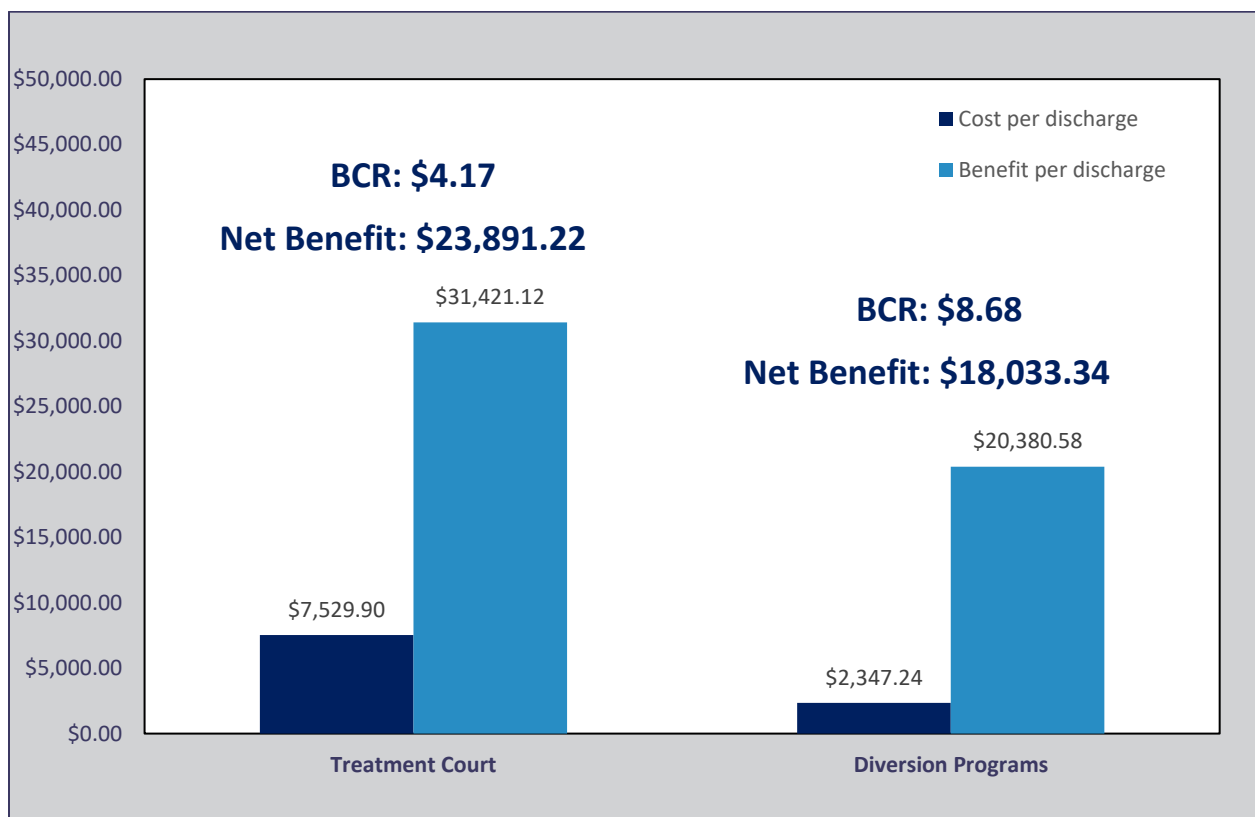 $50,000.00
$45,000.00
$40,000.00
$35,000.00
$30,000.00
$25,000.00
$20,000.00
$15,000.00
$10,000.00
$5,000.00
$0.00
Cost per discharge
Benefit per discharge
BCR: $4.17
Net Benefit: $23,891.22
$31,421.12
$7,529.90
BCR: $8.68
Net Benefit: $18,033.34
$20,380.58
$2,347.24
Treatment Court
Diversion Programs